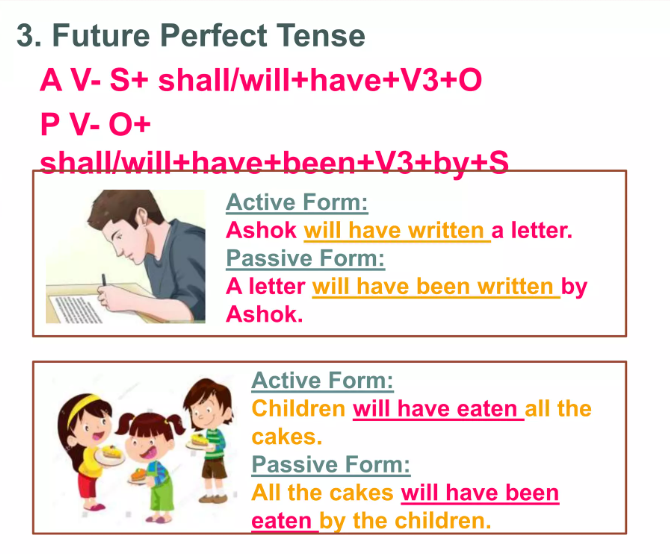 3. Future Perfect Tense
A V- S+ shall/will+have+V3+O
P V- O+
shall/will+have+been+V3+by+S
Active Form:
Ashok will have written a letter.
Passive Form:
A letter will have been written by
Ashok.
Active Form:
Children will have eaten all the
cakes.
Passive Form:
All the cakes will have been
eaten by the children.